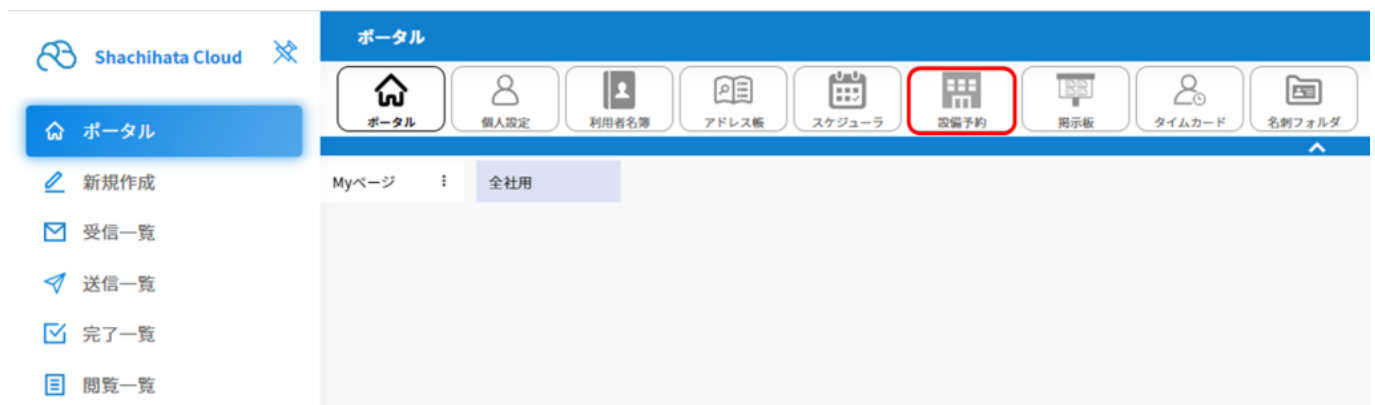 Shachihata Cloud
ポータル
新規作成
受信一覧
送信一覧
完了一覧
閲覧一覧
ポータル
ポータル
個人設定
利用者名簿
アドレス帳
スケジューラ
設備予約
掲示板
タイムカード
名刺フォルダ
Myページ
全社用